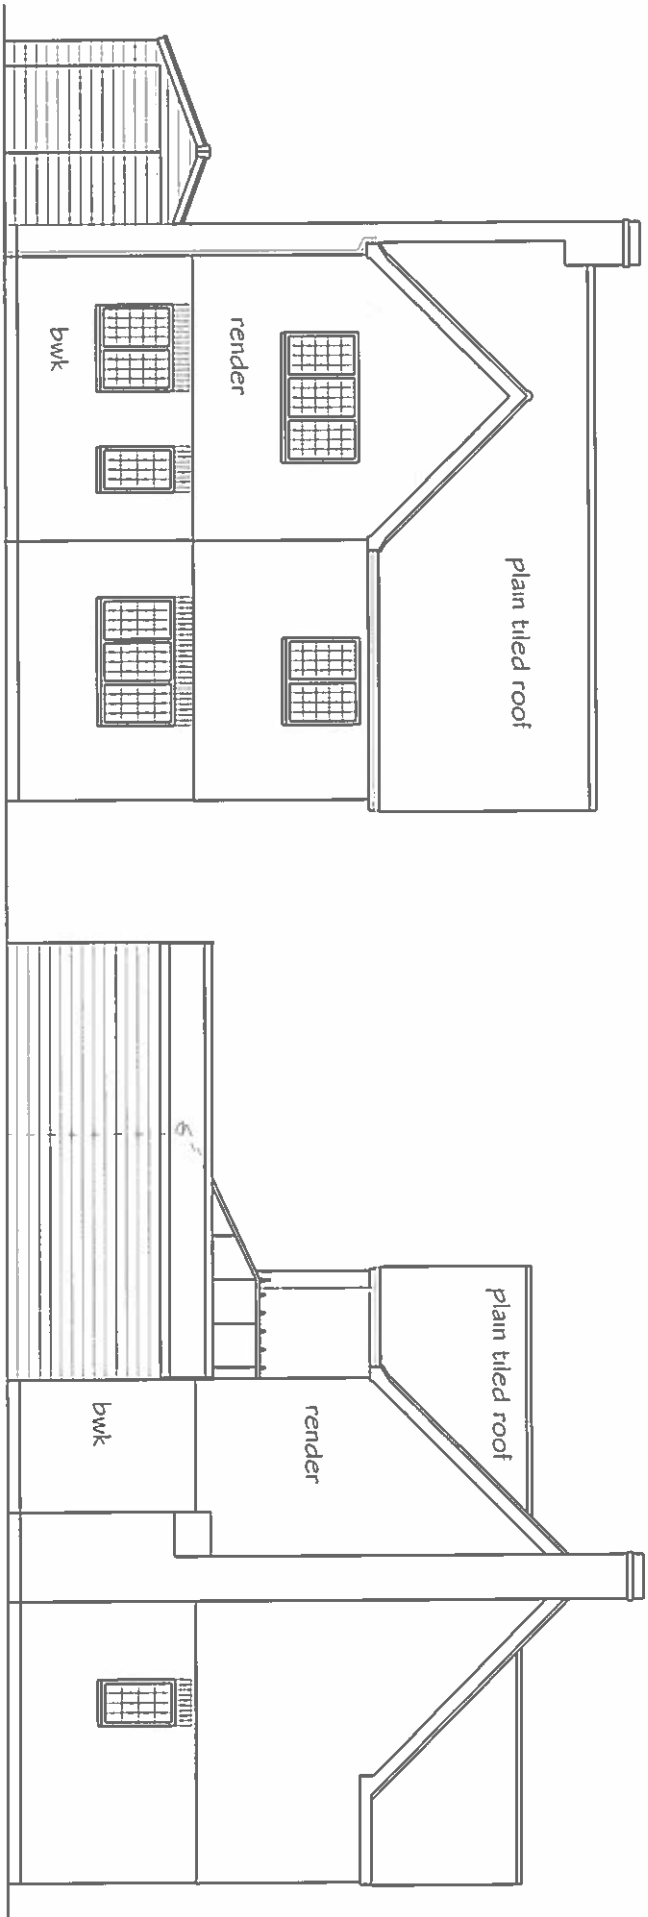 plain tiled roof
render
bwk
plain tiled roof
render
bwk